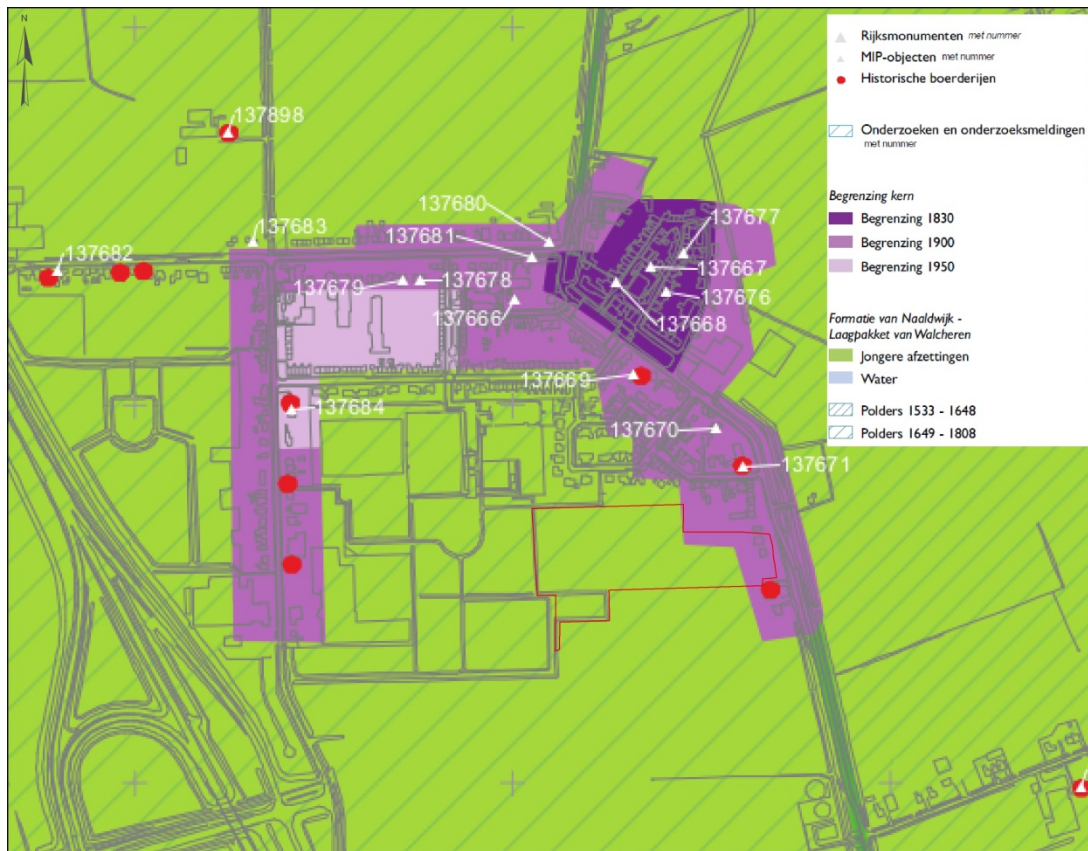 N
Rijksmonumenten met nummer
MIP-objecten met nummer
Historische boerderijen
Onderzoeken en onderzoeksmeldingen
met nummer
Begrenzing kern
Begrenzing 1830
Begrenzing 1900
Begrenzing 1950
Formatie van Naaldwijk -
Laagpakket van Walcheren
Jongere afzettingen
Water
Polders 1533 - 1648
Polders 1649 - 1808
137898
137680
137683
137681
137677
137682
137667
137679
137678
137676
137666
137668
137669
137684
137670
137671